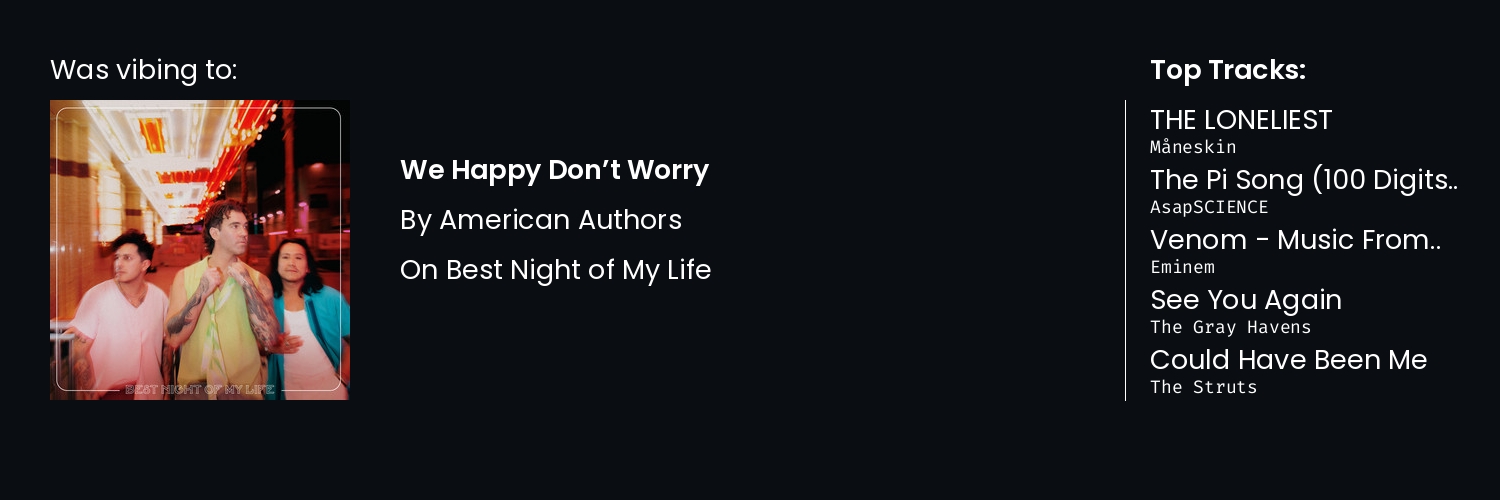 Was vibing to:
BEST NIGHT OF MY LIFE
We Happy Don’t Worry
By American Authors
On Best Night of My Life
Top Tracks:
THE LONELIEST
Måneskin
The Pi Song (100 Digits..
AsapSCIENCE
Venom - Music From..
Eminem
See You Again
The Gray Havens
Could Have Been Me
The Struts